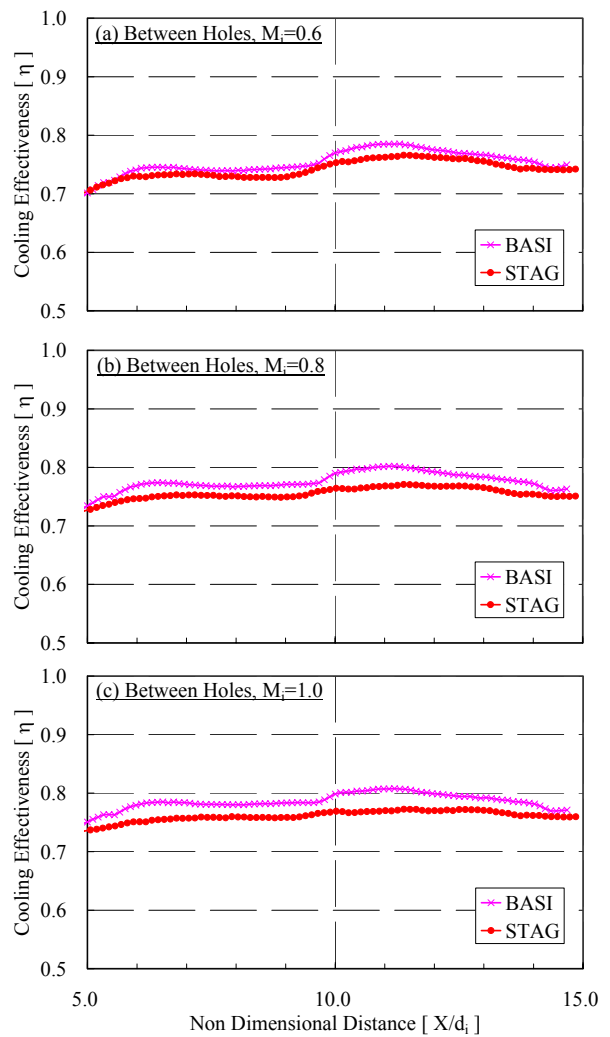 (a) Between Holes, Mi=0.6
Cooling Effectiveness [ η ]
1.0
0.9
0.8
0.7
0.6
0.5
BASI
STAG
(b) Between Holes, Mi=0.8
Cooling Effectiveness [ η ]
1.0
0.9
0.8
0.7
0.6
0.5
BASI
STAG
(c) Between Holes, Mi=1.0
Cooling Effectiveness [ η ]
1.0
0.9
0.8
0.7
0.6
0.5
BASI
STAG
5.0 10.0 15.0
Non Dimensional Distance [ X/di ]